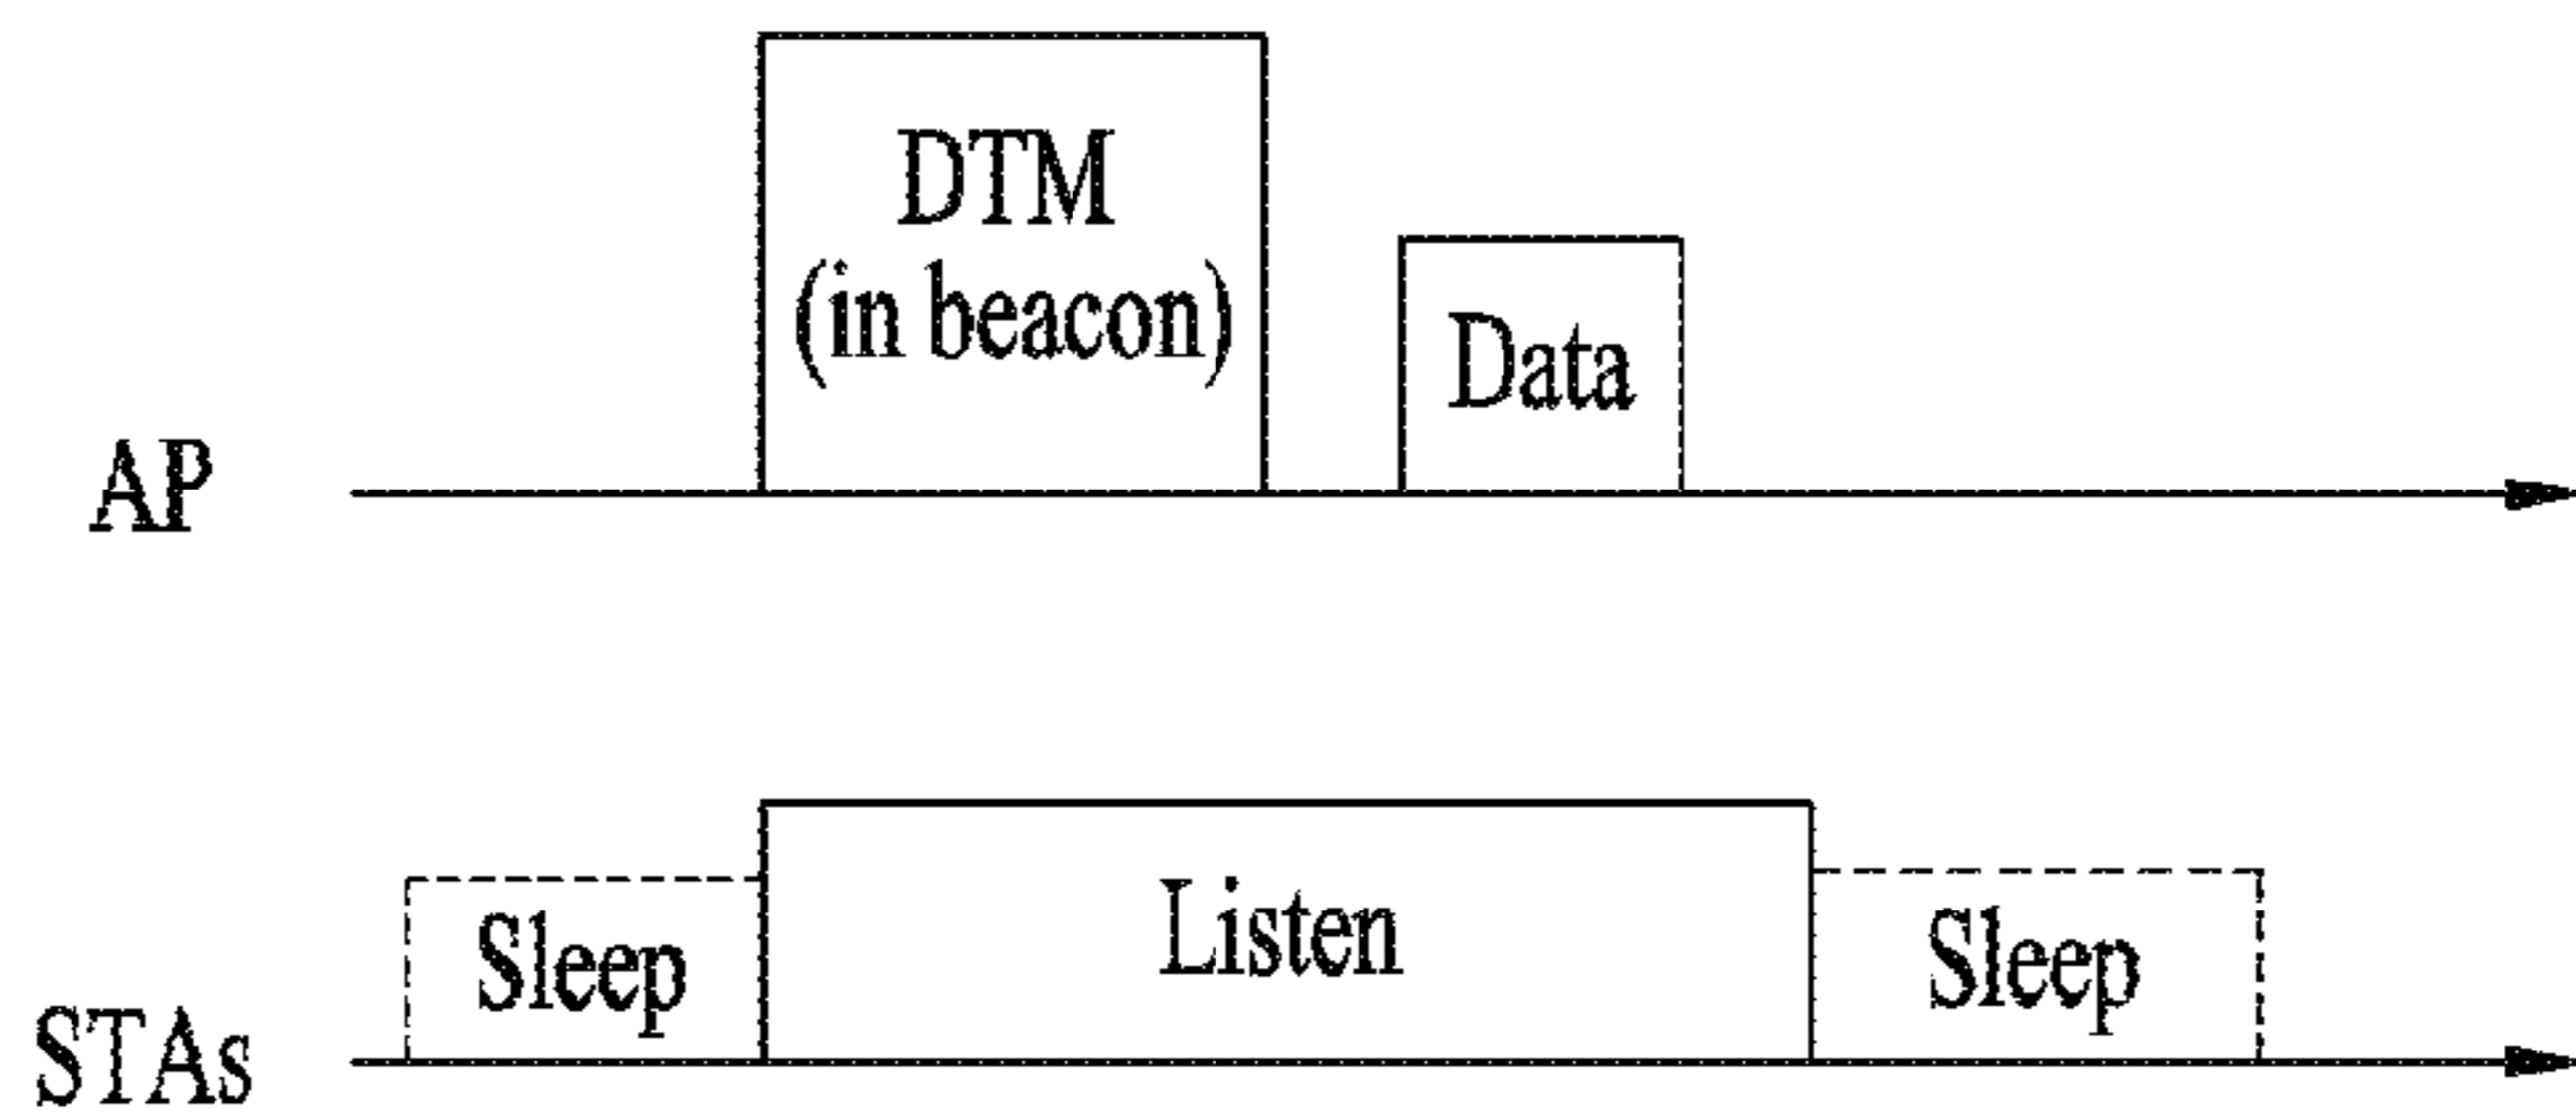 DTM
(in beacon)
Data
AP
Listen
Sleep
Sleep
STAs